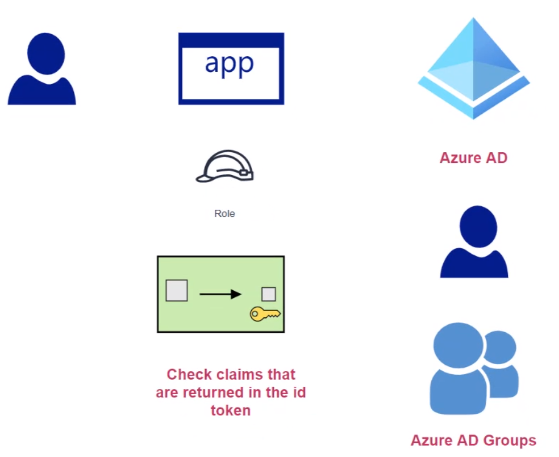 app
Azure AD
Role
Check claims that
are returned in the id
token
Azure AD Groups